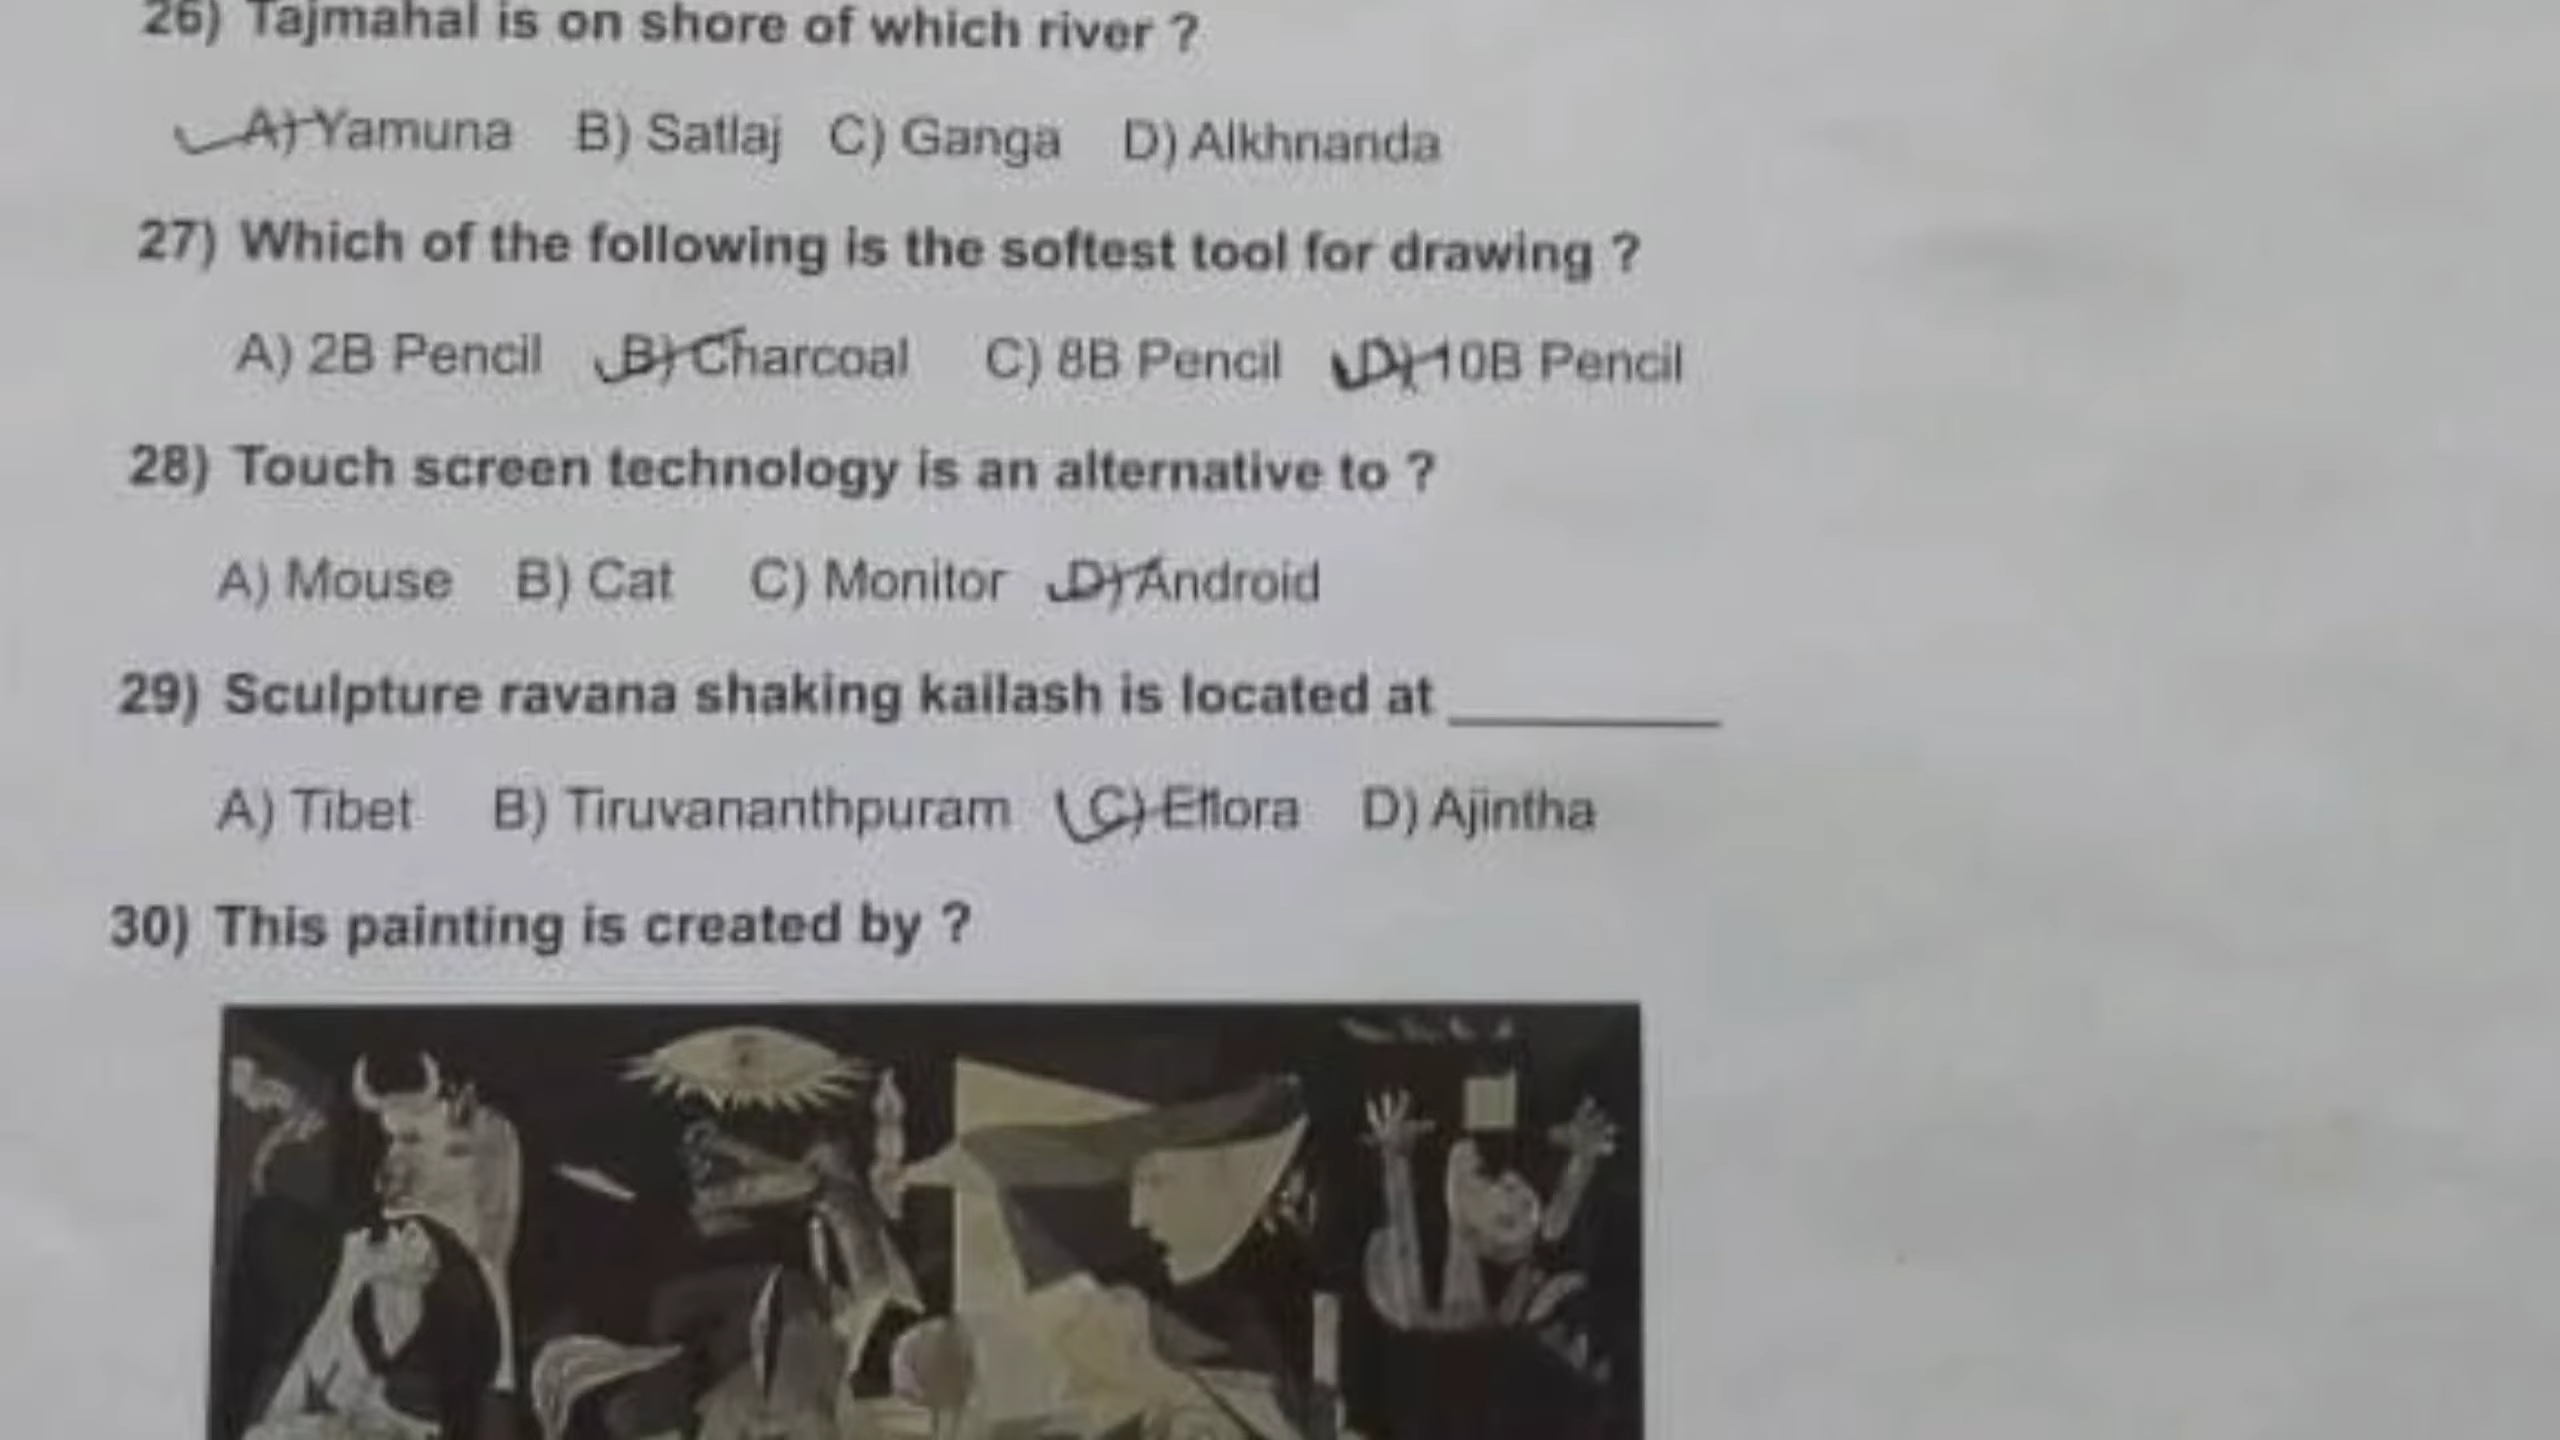 26) Tajmahal is on shore of which river ?
A) Yamuna B) Satlaj C) Ganga D) Alkhnanda
27) Which of the following is the softest tool for drawing ?
A) 2B Pencil B) Charcoal C) 8B Pencil D) 10B Pencil
28) Touch screen technology is an alternative to ?
A) Mouse B) Cat C) Monitor D) Android
29) Sculpture ravana shaking kailash is located at ________
A) Tibet B) Tiruvananthpuram C) Ellora D) Ajintha
30) This painting is created by ?